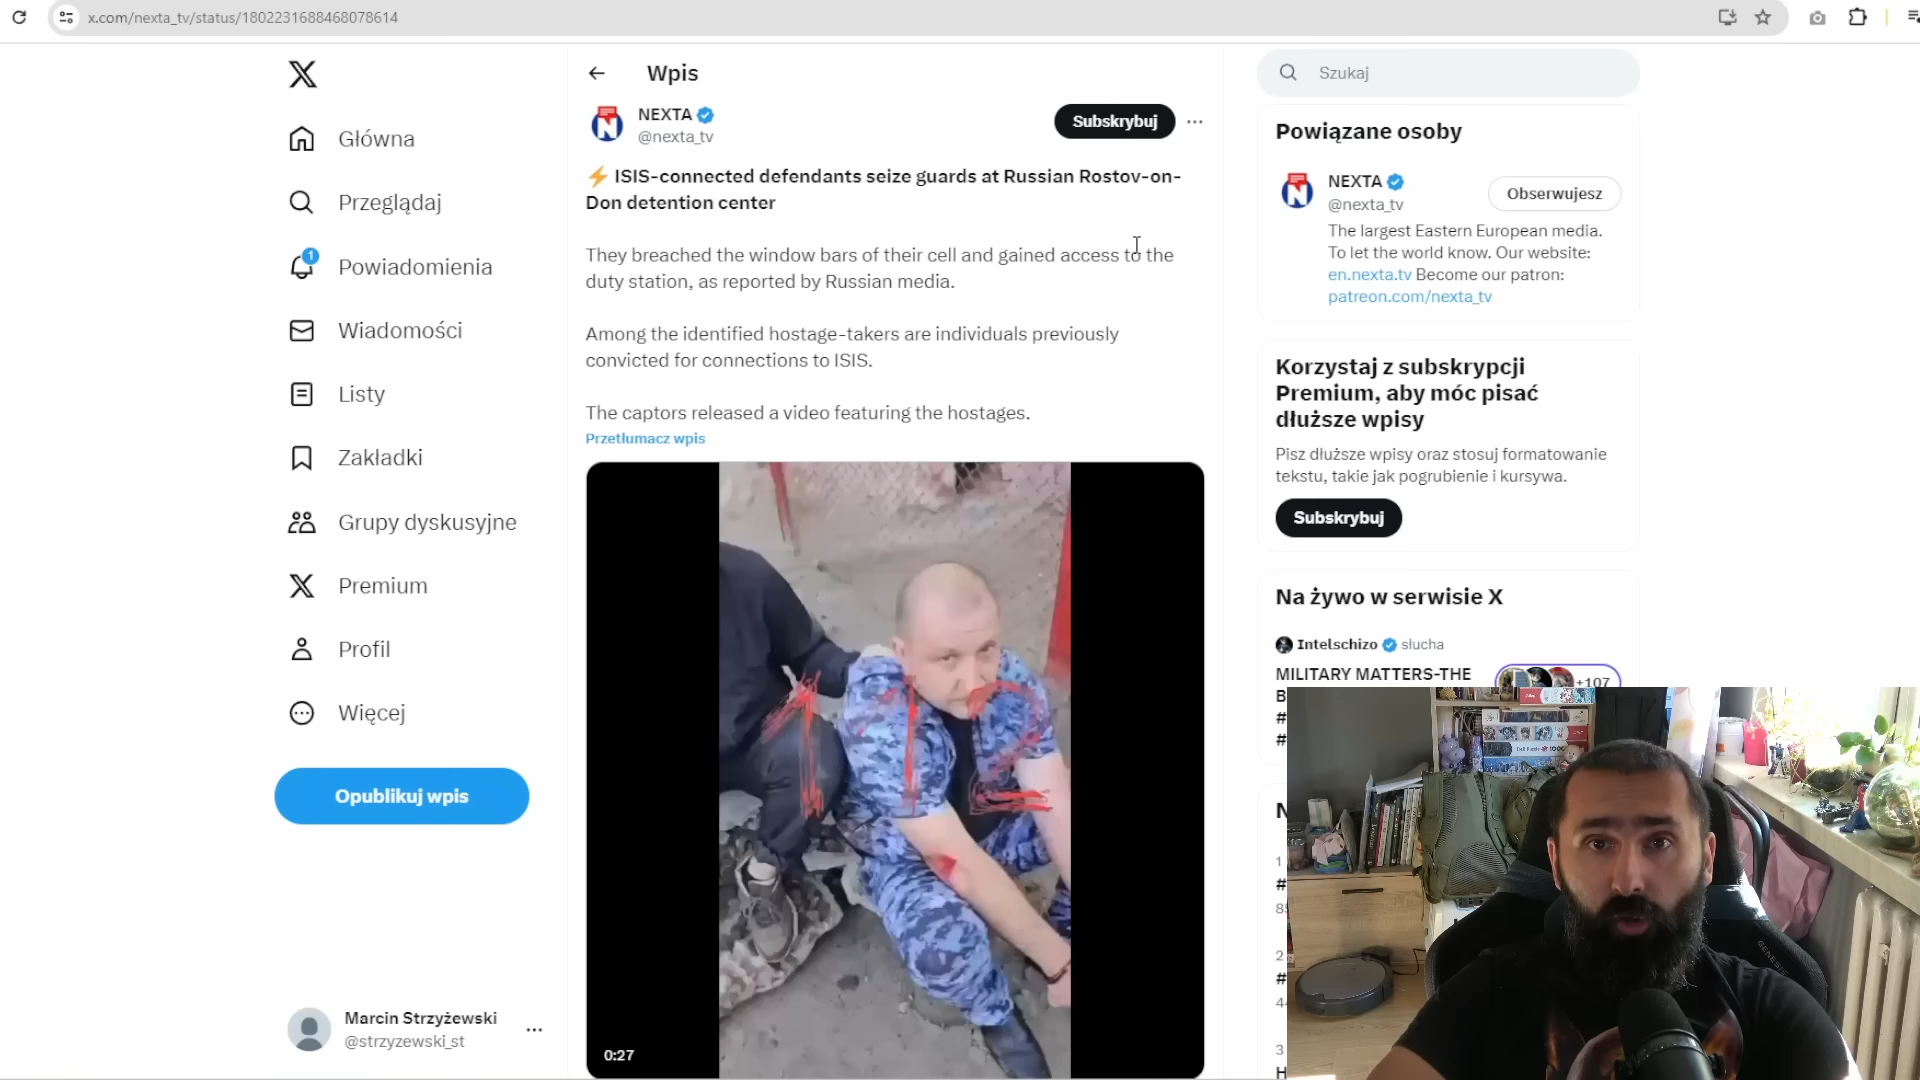 x.com/nexta_tv/status/1802231688468078614
Wpis
Szukaj
NEXTA
@nexta_tv
Subskrybuj
⚡ ISIS-connected defendants seize guards at Russian Rostov-on-
Don detention center
They breached the window bars of their cell and gained access to the
duty station, as reported by Russian media.
Among the identified hostage-takers are individuals previously
convicted for connections to ISIS.
The captors released a video featuring the hostages.
Przetłumacz wpis
0:27
Główna
Przeglądaj
1
Powiadomienia
Wiadomości
Listy
Zakładki
Grupy dyskusyjne
Premium
Profil
Więcej
Opublikuj wpis
Marcin Strzyżewski
@strzyzewski_st
Powiązane osoby
NEXTA
@nexta_tv
Obserwujesz
The largest Eastern European media.
To let the world know. Our website:
en.nexta.tv Become our patron:
patreon.com/nexta_tv
Korzystaj z subskrypcji
Premium, aby móc pisać
dłuższe wpisy
Pisz dłuższe wpisy oraz stosuj formatowanie
tekstu, takie jak pogrubienie i kursywa.
Subskrybuj
Na żywo w serwisie X
Intelschizo słucha
MILITARY MATTERS-THE
+107
B
#
#
N
1
#
2
#
3
H